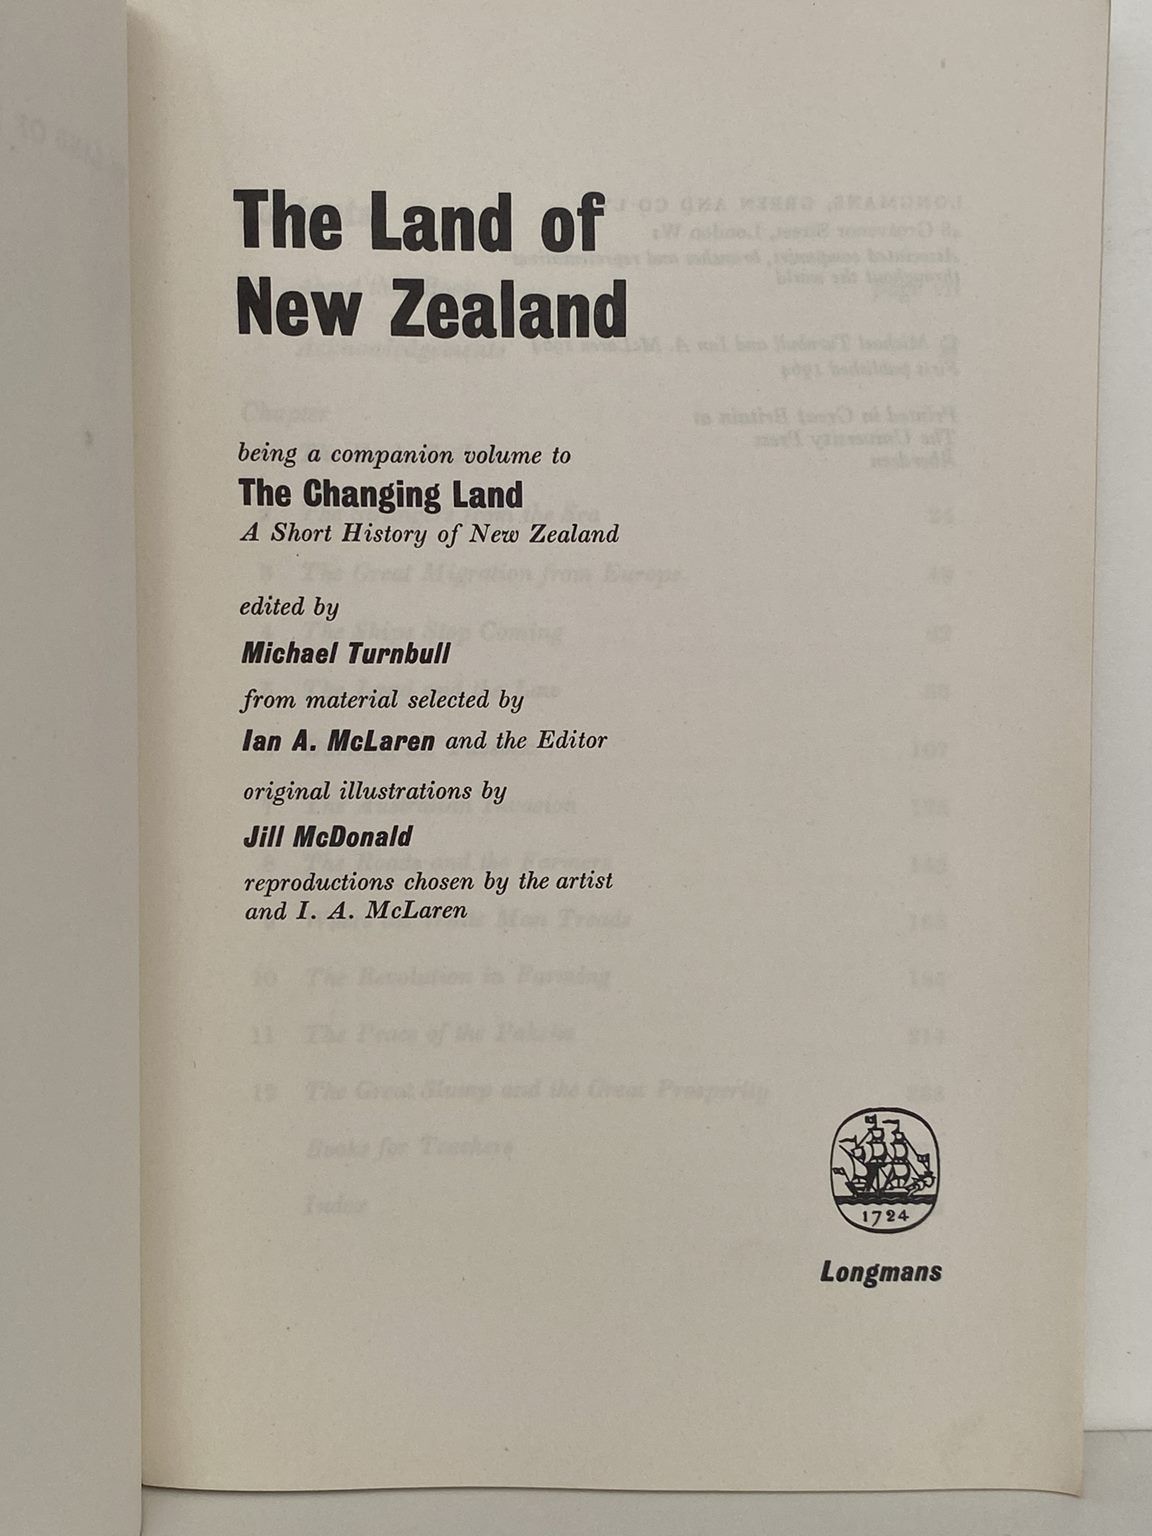 The Land of
New Zealand
being a companion volume to
The Changing Land
A Short History of New Zealand
edited by
Michael Turnbull
from material selected by
Ian A. McLaren and the Editor
original illustrations by
Jill McDonald
reproductions chosen by the artist
and I. A. McLaren
1724
Longmans